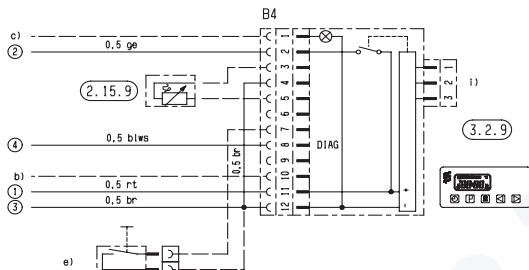 B4
c)
1
2 0,5 ge 2
3
2.15.9 4
5
6
7
4 0,5 blws 8 DIAG
0,5 br
9
b) 10
1 0,5 rt 11 +
3 0,5 br 12 -
e)
1
2
3
i)
3.2.9
P